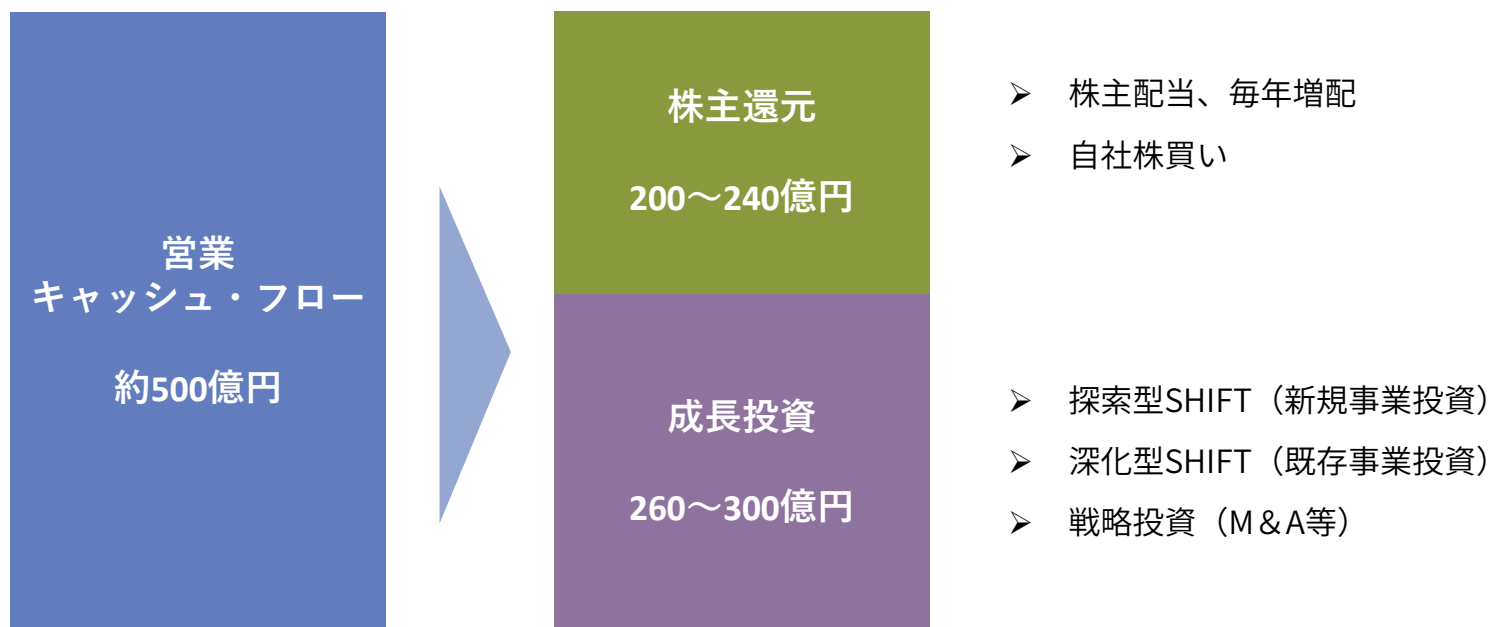 営業
キャッシュ・フロー
約500億円
株主還元
200～240億円
➢ 株主配当、毎年増配
➢ 自社株買い
成長投資
260～300億円
➢ 探索型SHIFT（新規事業投資）
➢ 深化型SHIFT（既存事業投資）
➢ 戦略投資（M＆A等）